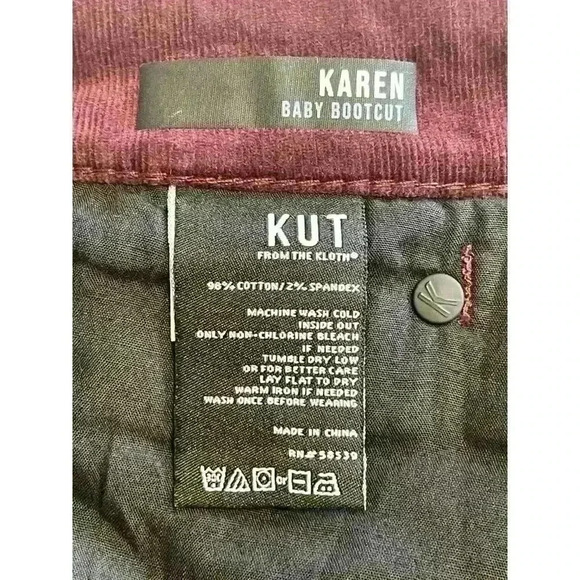 KAREN
BABY BOOTCUT
KUT
FROM THE KLOTH®
98% COTTON/2% SPANDEX
MACHINE WASH COLD
INSIDE OUT
ONLY NON-CHLORINE BLEACH
IF NEEDED
TUMBLE DRY LOW
OR FOR BETTER CARE
LAY FLAT TO DRY
WARM IRON IF NEEDED
WASH ONCE BEFORE WEARING
MADE IN CHINA
RN# 58539
or
K